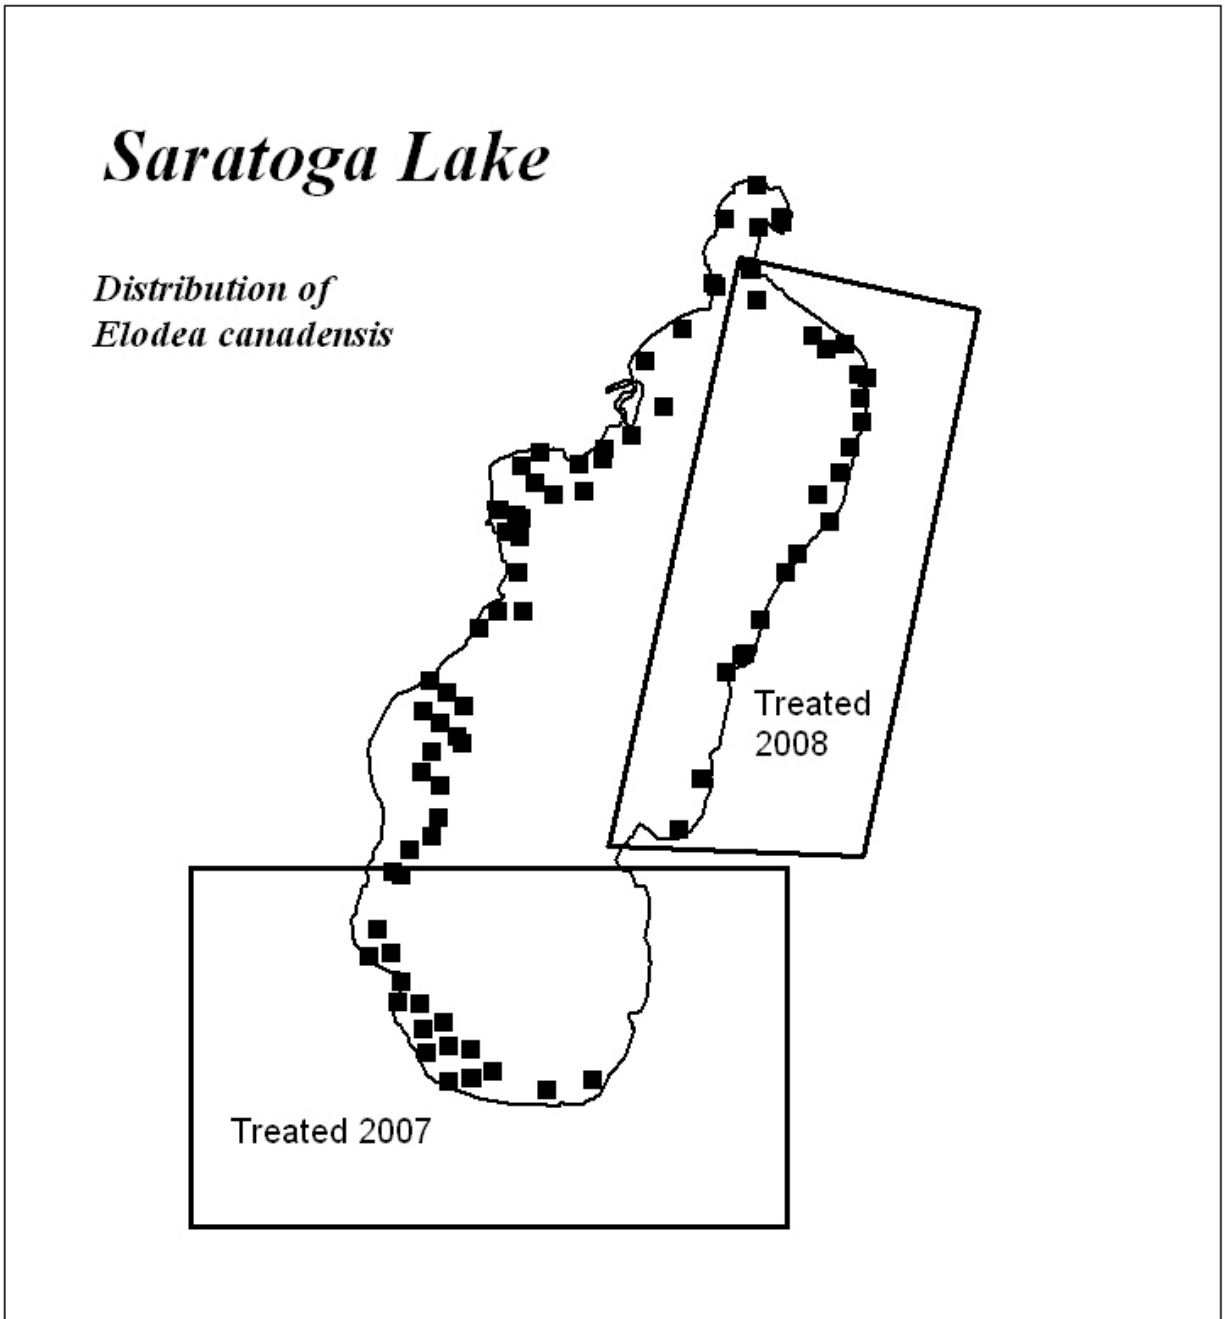 Saratoga Lake
Distribution of
Elodea canadensis
Treated
2008
Treated 2007